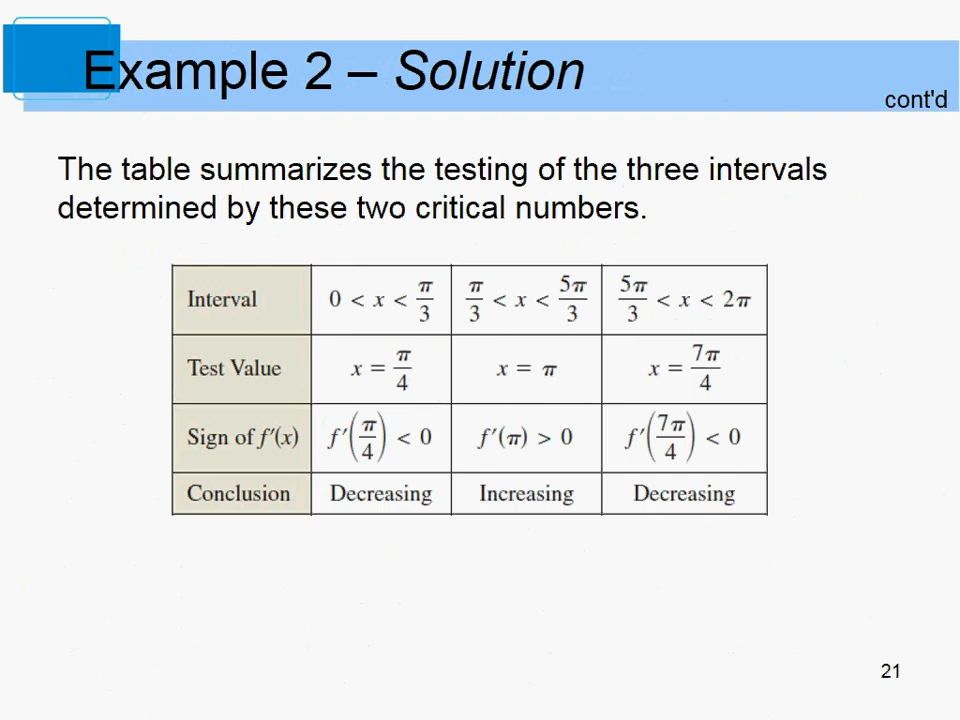 Example 2 – Solution
cont'd
The table summarizes the testing of the three intervals
determined by these two critical numbers.
Interval 0 < x < π/3 π/3 < x < 5π/3 5π/3 < x < 2π
Test Value x = π/4 x = π x = 7π/4
Sign of f′(x) f′(π/4) < 0 f′(π) > 0 f′(7π/4) < 0
Conclusion Decreasing Increasing Decreasing
21